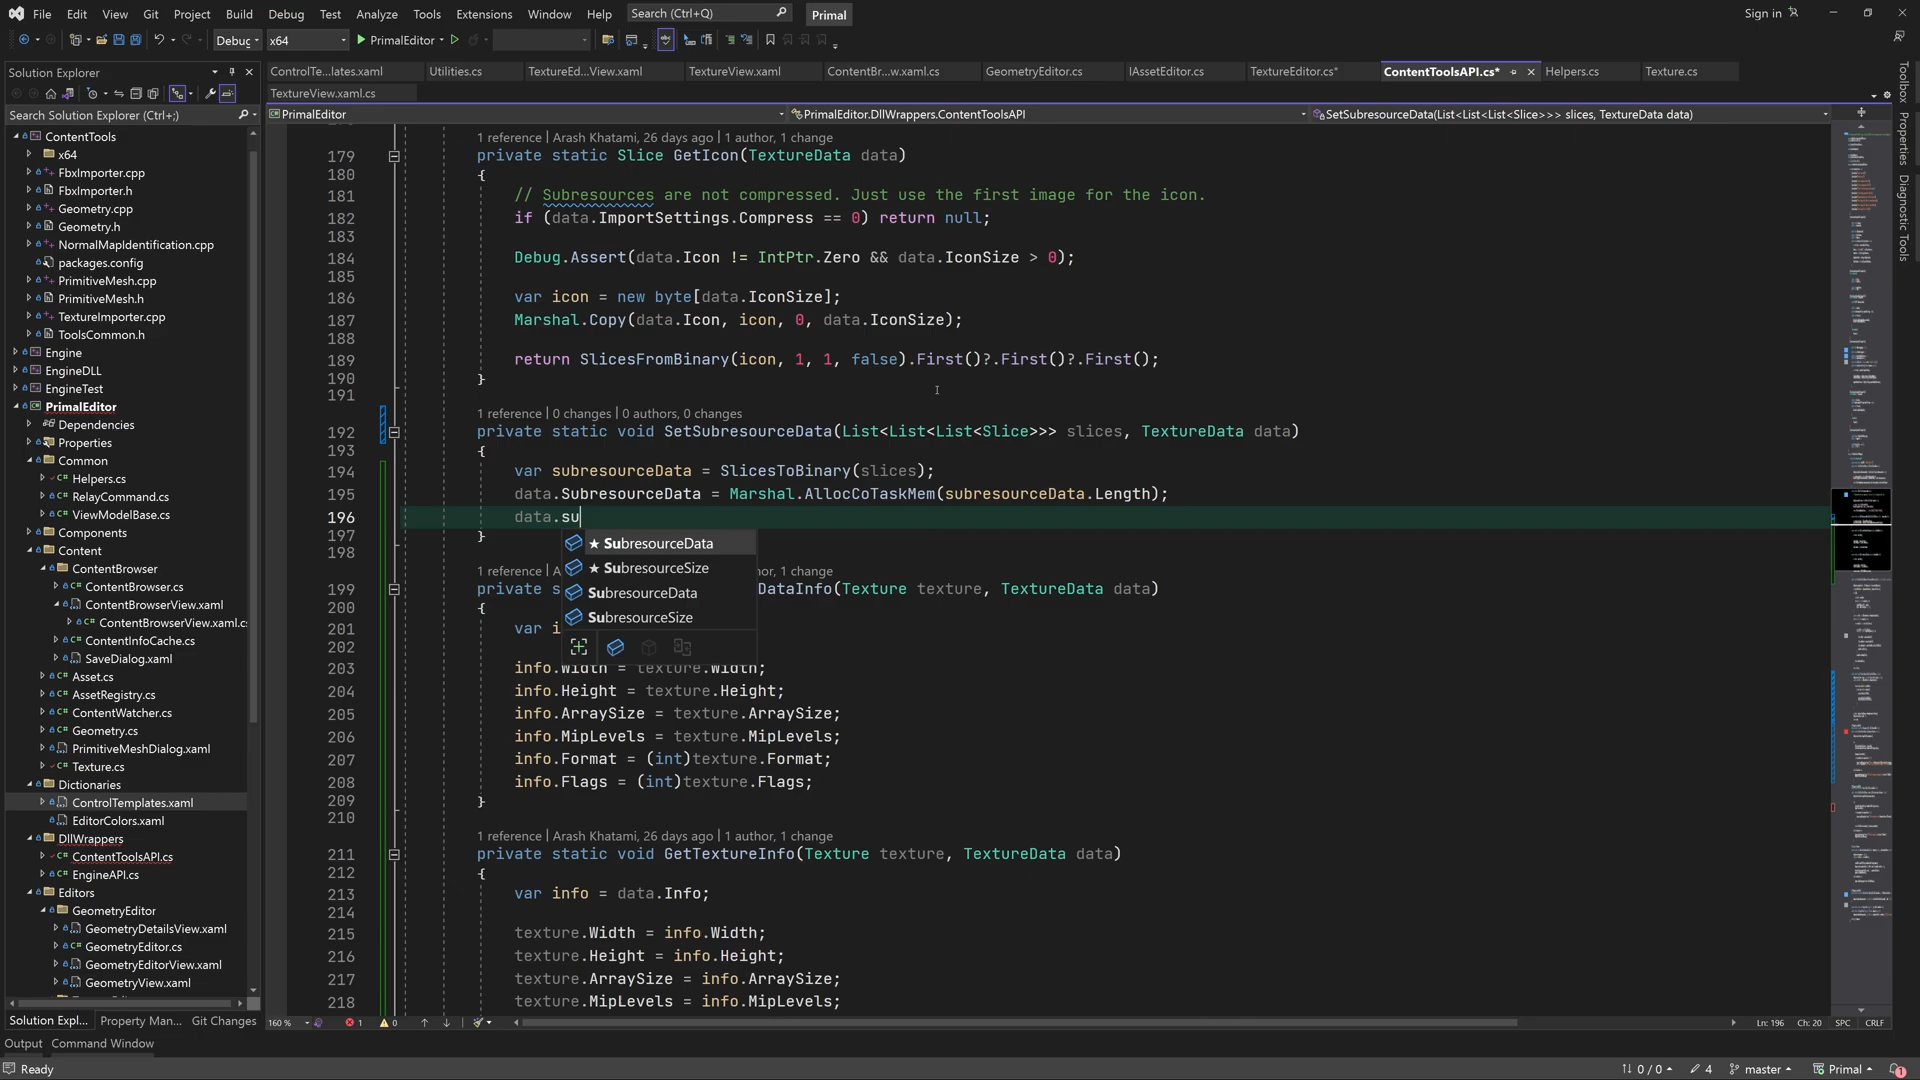 File Edit View Git Project Build Debug Test Analyze Tools Extensions Window Help Search (Ctrl+Q) Primal Sign in
Debug x64 PrimalEditor
Solution Explorer
Search Solution Explorer (Ctrl+;)
ContentTools
x64
FbxImporter.cpp
FbxImporter.h
Geometry.cpp
Geometry.h
NormalMapIdentification.cpp
packages.config
PrimitiveMesh.cpp
PrimitiveMesh.h
TextureImporter.cpp
ToolsCommon.h
Engine
EngineDLL
EngineTest
PrimalEditor
Dependencies
Properties
Common
Helpers.cs
RelayCommand.cs
ViewModelBase.cs
Components
Content
ContentBrowser
ContentBrowser.cs
ContentBrowserView.xaml
ContentBrowserView.xaml.c
ContentInfoCache.cs
SaveDialog.xaml
Asset.cs
AssetRegistry.cs
ContentWatcher.cs
Geometry.cs
PrimitiveMeshDialog.xaml
Texture.cs
Dictionaries
ControlTemplates.xaml
EditorColors.xaml
DllWrappers
ContentToolsAPI.cs
EngineAPI.cs
Editors
GeometryEditor
GeometryDetailsView.xaml
GeometryEditor.cs
GeometryEditorView.xaml
GeometryView.xaml
Solution Expl... Property Man... Git Changes
ControlTe...lates.xaml Utilities.cs TextureEd...View.xaml TextureView.xaml ContentBr...w.xaml.cs GeometryEditor.cs IAssetEditor.cs TextureEditor.cs* ContentToolsAPI.cs* Helpers.cs Texture.cs
TextureView.xaml.cs
PrimalEditor PrimalEditor.DllWrappers.ContentToolsAPI SetSubresourceData(List<List<List<Slice>>> slices, TextureData data)
1 reference | Arash Khatami, 26 days ago | 1 author, 1 change
179 private static Slice GetIcon(TextureData data)
180 {
181 // Subresources are not compressed. Just use the first image for the icon.
182 if (data.ImportSettings.Compress == 0) return null;
183
184 Debug.Assert(data.Icon != IntPtr.Zero && data.IconSize > 0);
185
186 var icon = new byte[data.IconSize];
187 Marshal.Copy(data.Icon, icon, 0, data.IconSize);
188
189 return SlicesFromBinary(icon, 1, 1, false).First()?.First()?.First();
190 }
191
1 reference | 0 changes | 0 authors, 0 changes
192 private static void SetSubresourceData(List<List<List<Slice>>> slices, TextureData data)
193 {
194 var subresourceData = SlicesToBinary(slices);
195 data.SubresourceData = Marshal.AllocCoTaskMem(subresourceData.Length);
196 data.su
197 }
198
★ SubresourceData
★ SubresourceSize
SubresourceData
SubresourceSize
1 reference | A or, 1 change
199 private s DataInfo(Texture texture, TextureData data)
200 {
201 var i
202
203 info.Width = texture.Width;
204 info.Height = texture.Height;
205 info.ArraySize = texture.ArraySize;
206 info.MipLevels = texture.MipLevels;
207 info.Format = (int)texture.Format;
208 info.Flags = (int)texture.Flags;
209 }
210
1 reference | Arash Khatami, 26 days ago | 1 author, 1 change
211 private static void GetTextureInfo(Texture texture, TextureData data)
212 {
213 var info = data.Info;
214
215 texture.Width = info.Width;
216 texture.Height = info.Height;
217 texture.ArraySize = info.ArraySize;
218 texture.MipLevels = info.MipLevels;
160 % 1 0 Ln: 196 Ch: 20 SPC CRLF
Toolbox
Properties
Diagnostic Tools
Output Command Window
Ready 0 / 0 4 master Primal 1